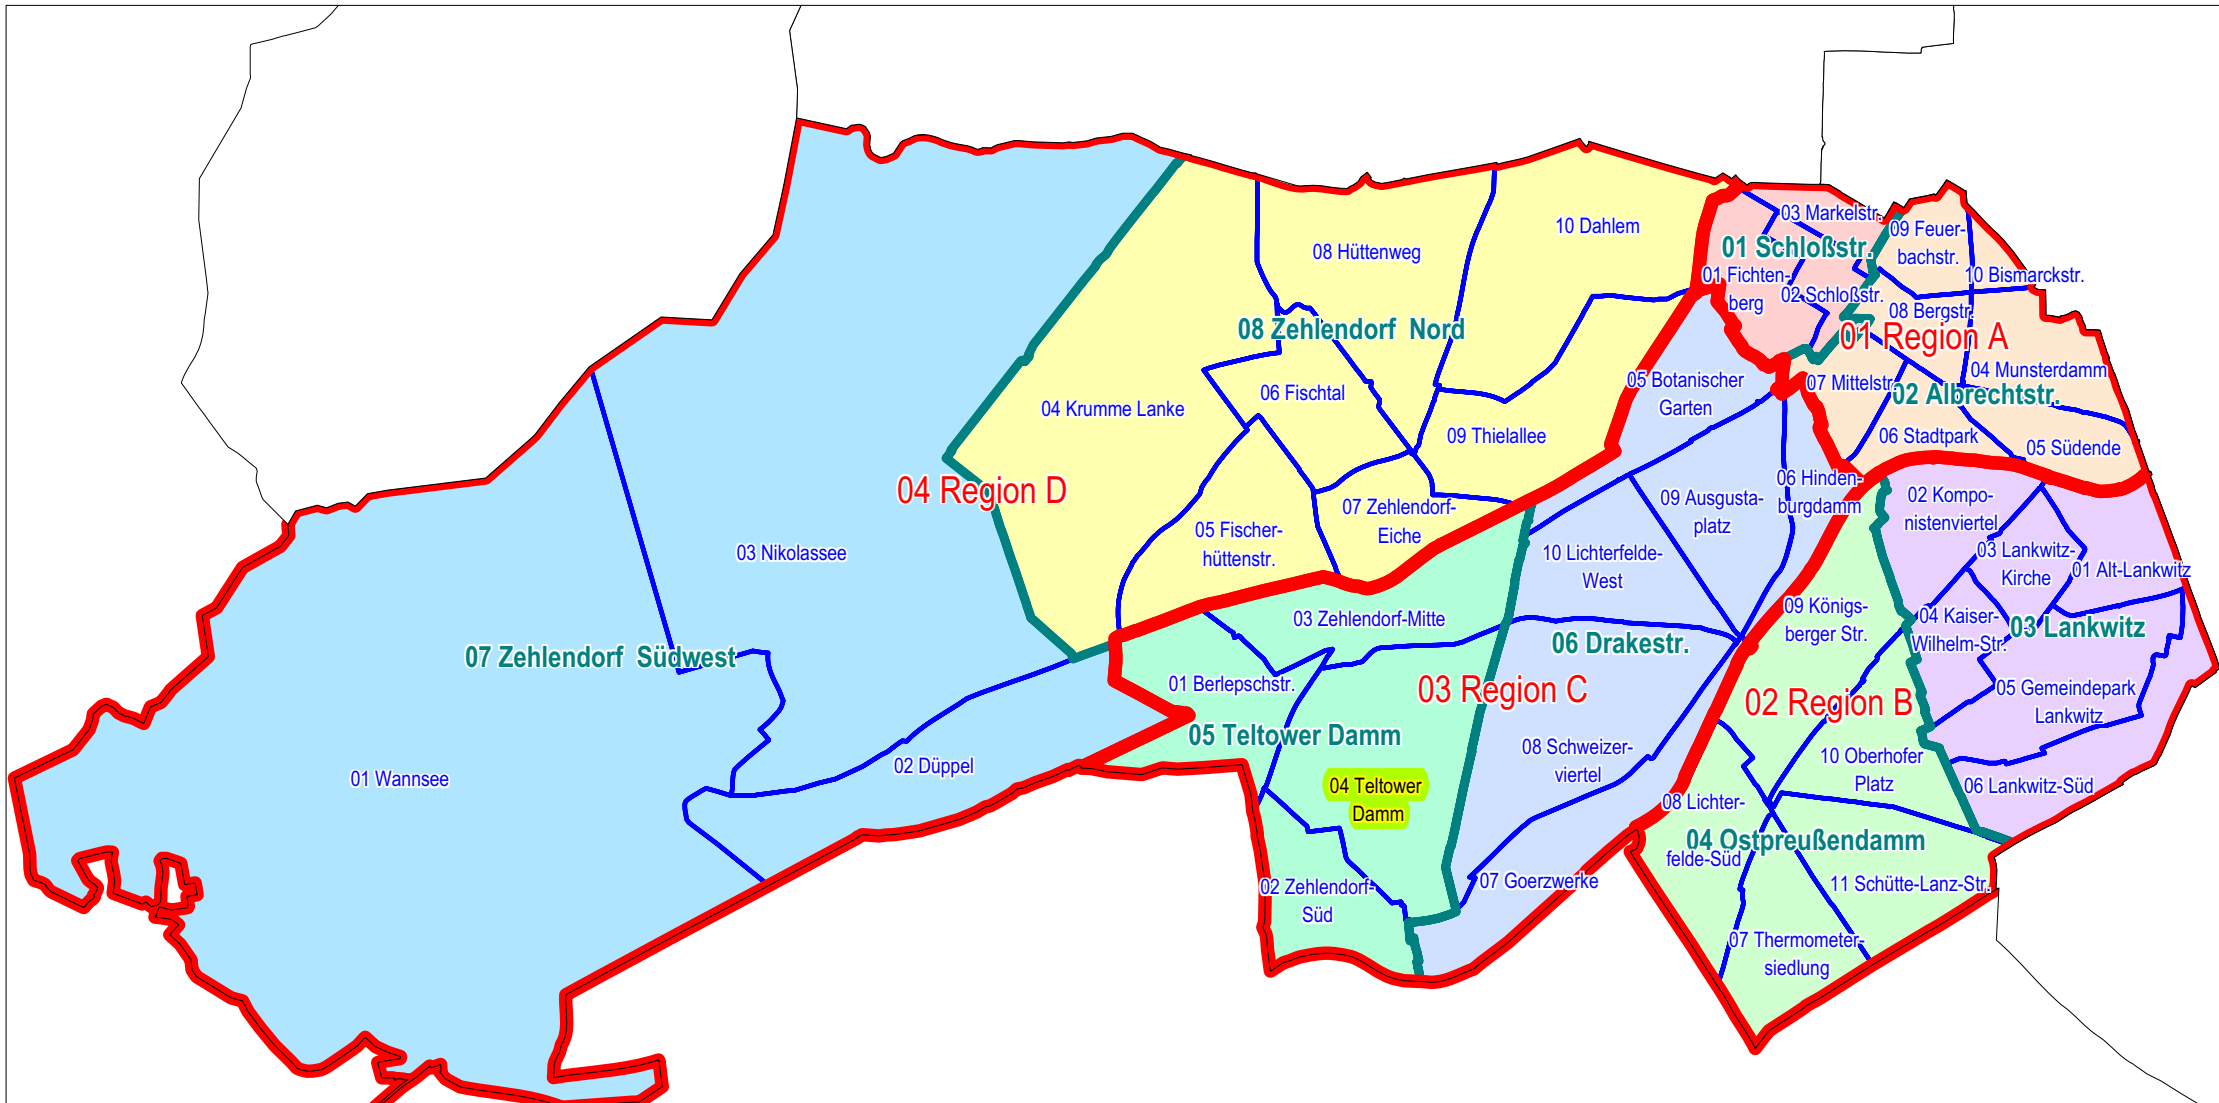 03 Markelstr.
10 Dahlem
09 Feuer-
bachstr.
01 Schloßstr.
08 Hüttenweg
01 Fichten-
berg
10 Bismarckstr.
02 Schloßstr.
08 Bergstr.
08 Zehlendorf Nord
01 Region A
04 Munsterdamm
05 Botanischer
Garten
07 Mittelstr.
02 Albrechtstr.
06 Fischtal
04 Krumme Lanke
09 Thielallee
06 Stadtpark
05 Südende
04 Region D
06 Hinden-
burgdamm
09 Ausgusta-
platz
02 Kompo-
nistenviertel
07 Zehlendorf-
Eiche
05 Fischer-
hüttenstr.
03 Nikolassee
10 Lichterfelde-
West
03 Lankwitz-
Kirche
01 Alt-Lankwitz
03 Zehlendorf-Mitte
09 Königs-
berger Str.
04 Kaiser-
Wilhelm-Str.
03 Lankwitz
06 Drakestr.
07 Zehlendorf Südwest
01 Berlepschstr.
03 Region C
02 Region B
05 Gemeindepark
Lankwitz
05 Teltower Damm
08 Schweizer-
viertel
10 Oberhofer
Platz
02 Düppel
01 Wannsee
04 Teltower
Damm
06 Lankwitz-Süd
08 Lichter-
felde-Süd
04 Ostpreußendamm
02 Zehlendorf-
Süd
07 Goerzwerke
11 Schütte-Lanz-Str.
07 Thermometer-
siedlung